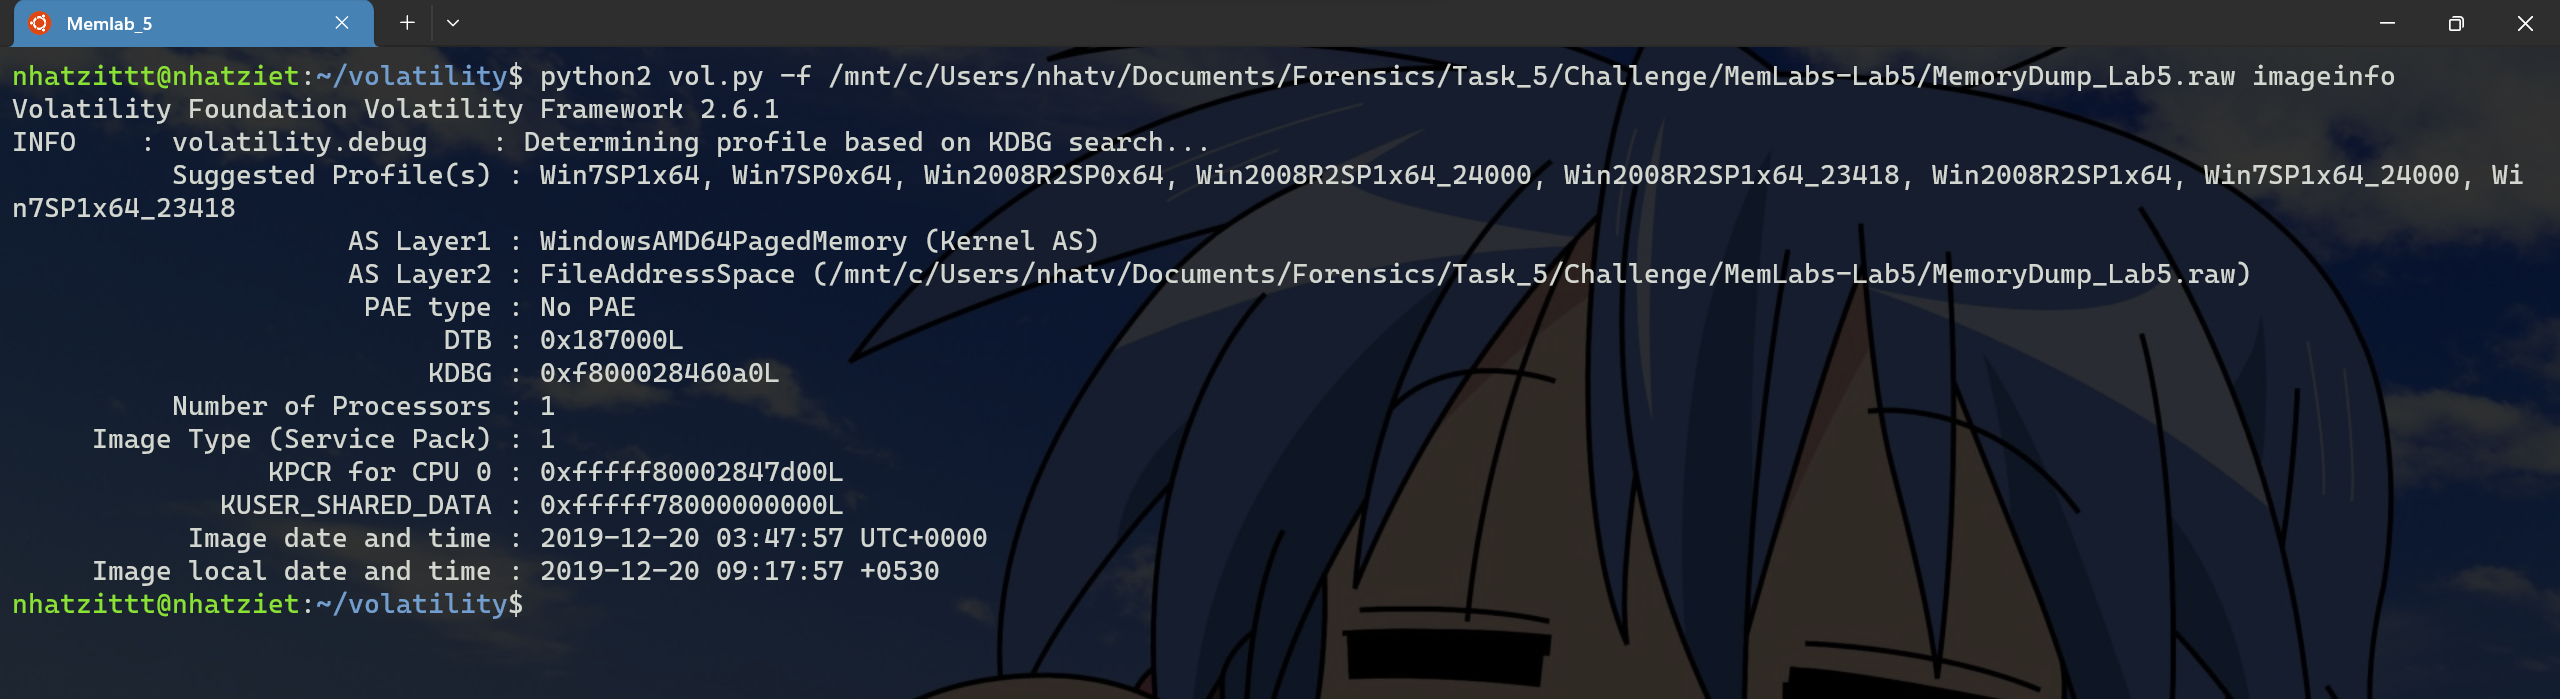 Memlab_5
nhatzittt@nhatziet:~/volatility$ python2 vol.py -f /mnt/c/Users/nhatv/Documents/Forensics/Task_5/Challenge/MemLabs-Lab5/MemoryDump_Lab5.raw imageinfo
Volatility Foundation Volatility Framework 2.6.1
INFO    : volatility.debug    : Determining profile based on KDBG search...
          Suggested Profile(s) : Win7SP1x64, Win7SP0x64, Win2008R2SP0x64, Win2008R2SP1x64_24000, Win2008R2SP1x64_23418, Win2008R2SP1x64, Win7SP1x64_24000, Wi
n7SP1x64_23418
                     AS Layer1 : WindowsAMD64PagedMemory (Kernel AS)
                     AS Layer2 : FileAddressSpace (/mnt/c/Users/nhatv/Documents/Forensics/Task_5/Challenge/MemLabs-Lab5/MemoryDump_Lab5.raw)
                      PAE type : No PAE
                           DTB : 0x187000L
                          KDBG : 0xf800028460a0L
          Number of Processors : 1
     Image Type (Service Pack) : 1
                KPCR for CPU 0 : 0xfffff80002847d00L
             KUSER_SHARED_DATA : 0xfffff78000000000L
           Image date and time : 2019-12-20 03:47:57 UTC+0000
     Image local date and time : 2019-12-20 09:17:57 +0530
nhatzittt@nhatziet:~/volatility$